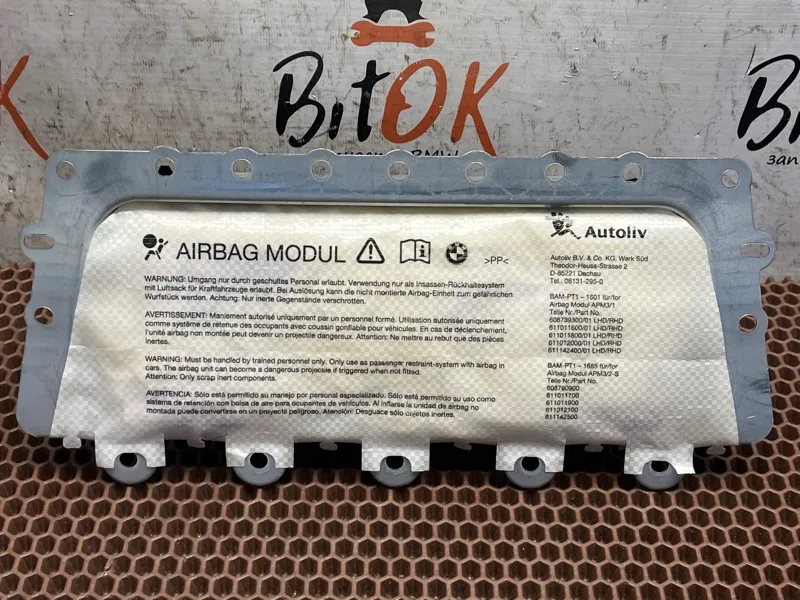 BitOK
OK
B
запчасти BMW
зап
AIRBAG MODUL
>PP<
WARNUNG: Umgang nur durch geschultes Personal erlaubt. Verwendung nur als Insassen-Rückhaltesystem
mit Luftsack für Kraftfahrzeuge erlaubt. Bei Auslösung kann die nicht montierte Airbag-Einheit zum gefährlichen
Wurfstück werden. Achtung: Nur inerte Gegenstände verschrotten.
AVERTISSEMENT: Maniement autorisé uniquement par un personnel formé. Utilisation autorisée uniquement
comme système de retenue des occupants avec coussin gonflable pour véhicules. En cas de déclenchement,
l'unité airbag non montée peut devenir un projectile dangereux. Attention: Ne mettre au rebut que des pièces
inertes.
WARNING: Must be handled by trained personnel only. Only use as passenger restraint-system with airbag in
cars. The airbag unit can become a dangerous projectile if triggered when not fitted.
Attention: Only scrap inert components.
AVERTENCIA: Sólo está permitido su manejo por personal especializado. Sólo está permitido su uso como
sistema de retención con bolsa de aire para ocupantes de vehículos. Al inflarse la unidad de airbag no
montada puede convertirse en un proyectil peligroso. Atención: Desguace sólo objetos inertes.
Autoliv
Autoliv B.V. & Co. KG, Werk Süd
Theodor-Heuss-Strasse 2
D-85221 Dachau
Tel.: 08131-295-0
BAM-PT1 – 1601 für/for
Airbag Modul APM3/1
Teile Nr./Part No.
608739300/01 LHD/RHD
611011600/01 LHD/RHD
611011800/01 LHD/RHD
611012000/01 LHD/RHD
611142400/01 LHD/RHD
BAM-PT1 – 1685 für/for
Airbag Modul APM3/2-S
Teile Nr./Part No.
608790900
611011700
611011900
611012100
611142500